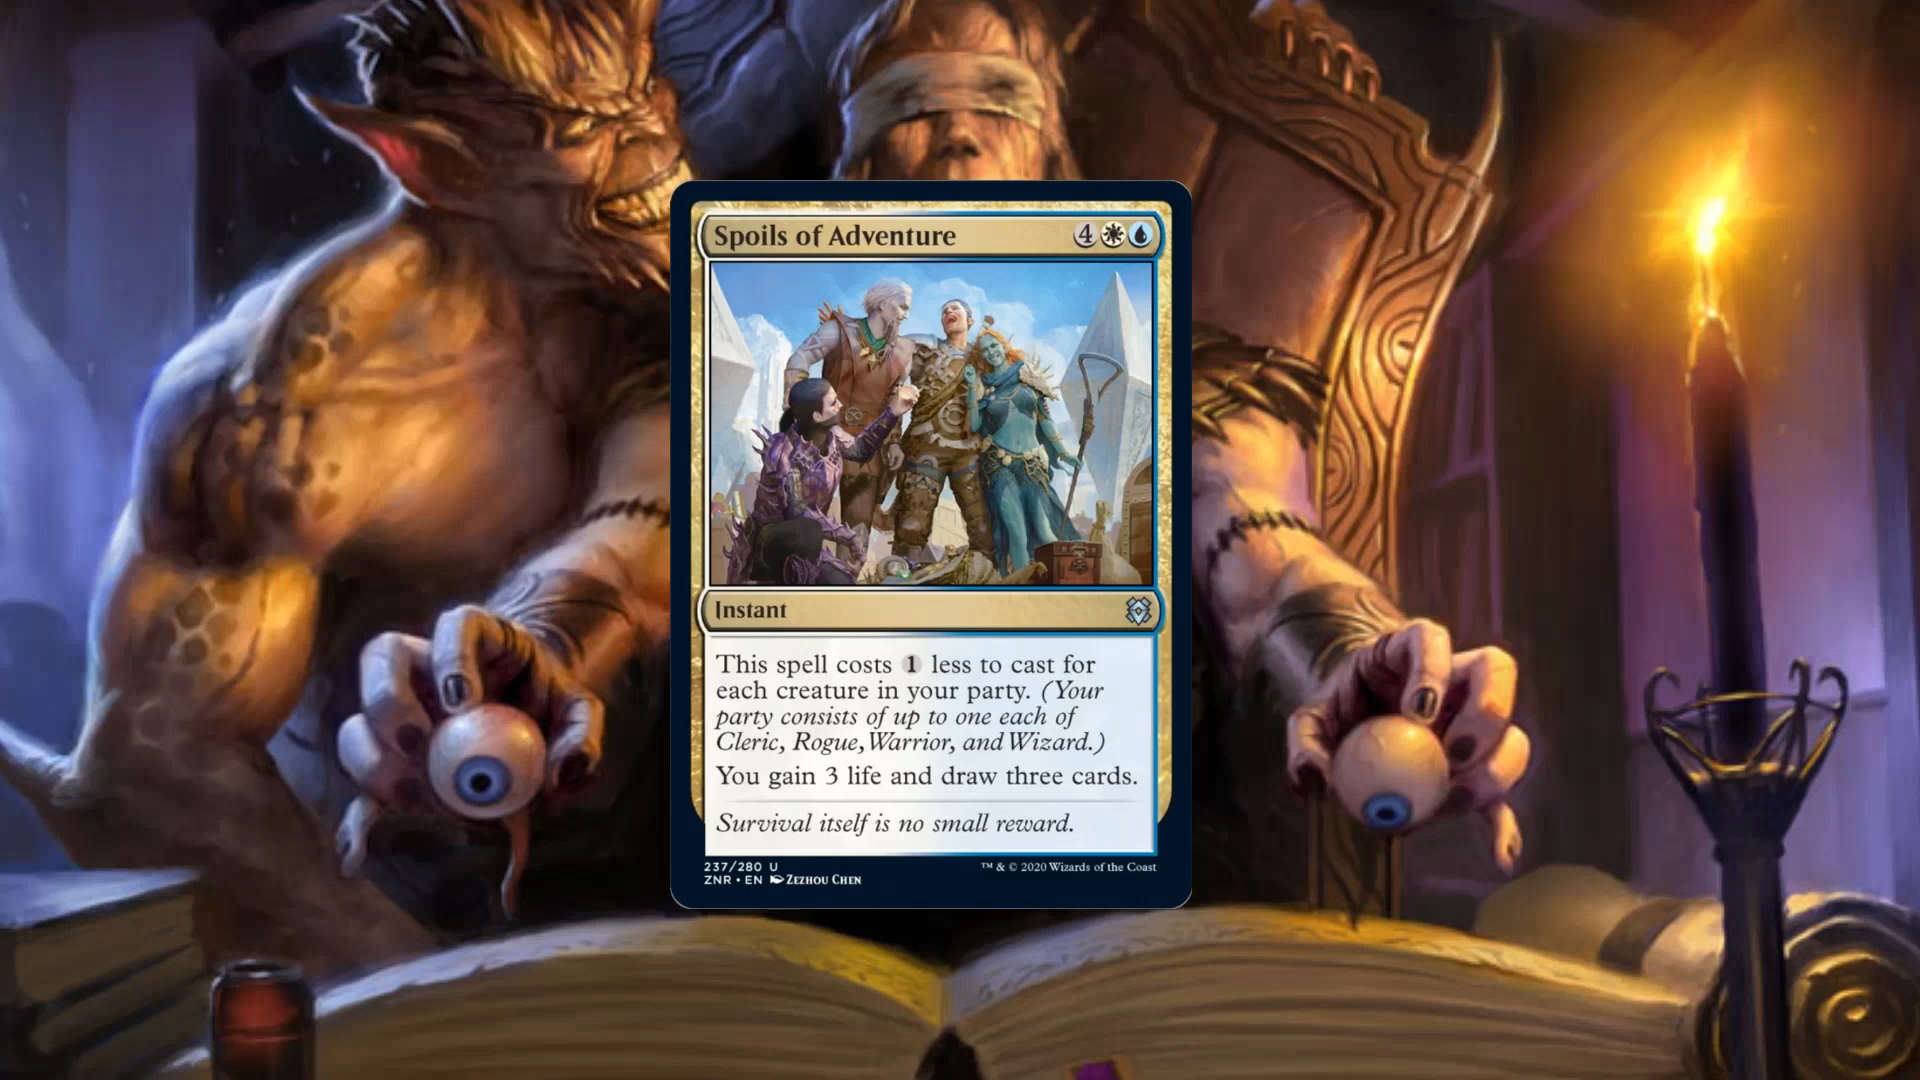 Spoils of Adventure 4
Instant
This spell costs 1 less to cast for
each creature in your party. (Your
party consists of up to one each of
Cleric, Rogue, Warrior, and Wizard.)
You gain 3 life and draw three cards.
Survival itself is no small reward.
237/280 U
ZNR • EN Zezhou Chen
™ & © 2020 Wizards of the Coast